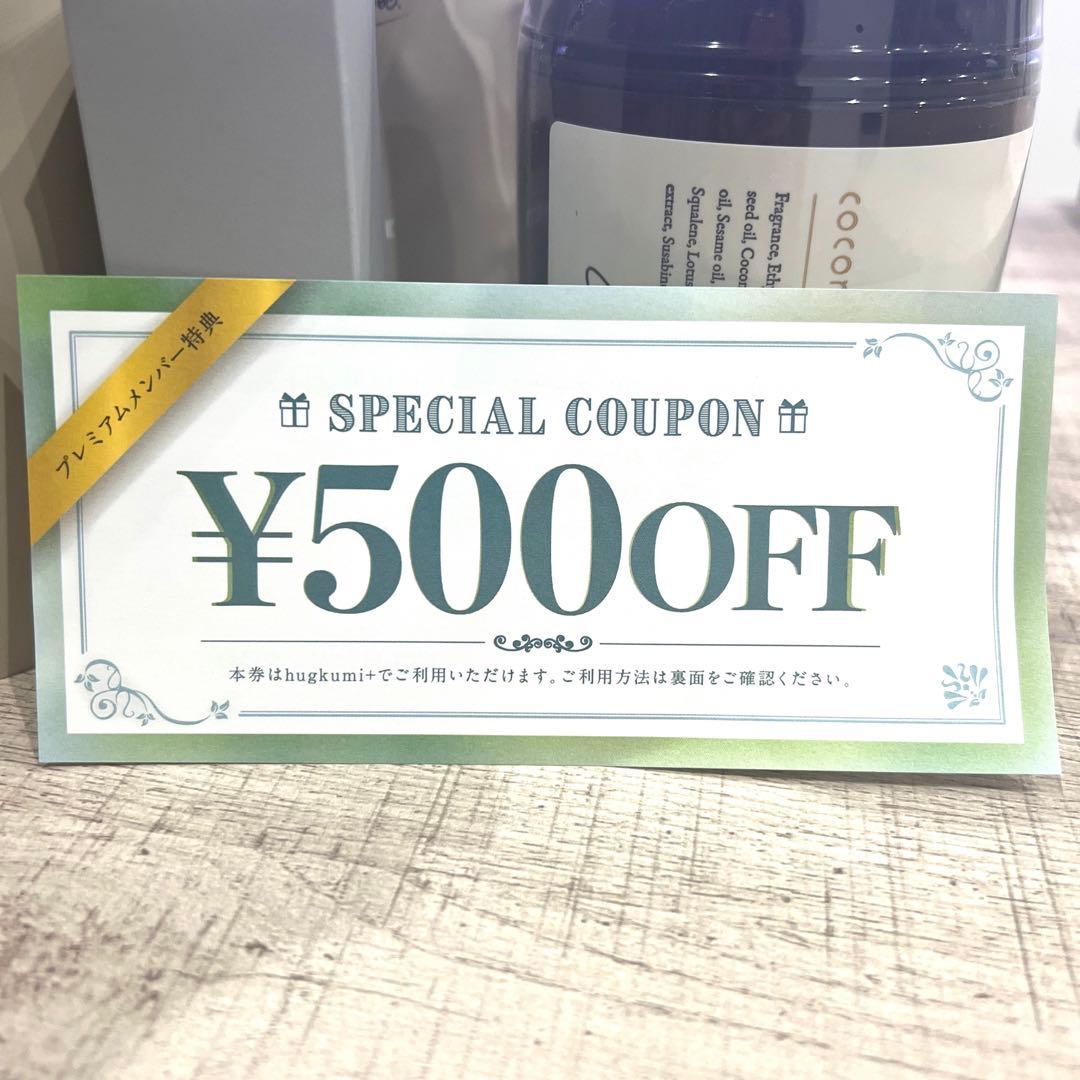 プレミアムメンバー特典
SPECIAL COUPON
¥500OFF
本券はhugkumi+でご利用いただけます。ご利用方法は裏面をご確認ください。
cocor
Fragrance, Eth
seed oil, Cocon
oil, Sesame oil,
Squalene, Lotus
extract, Susabino